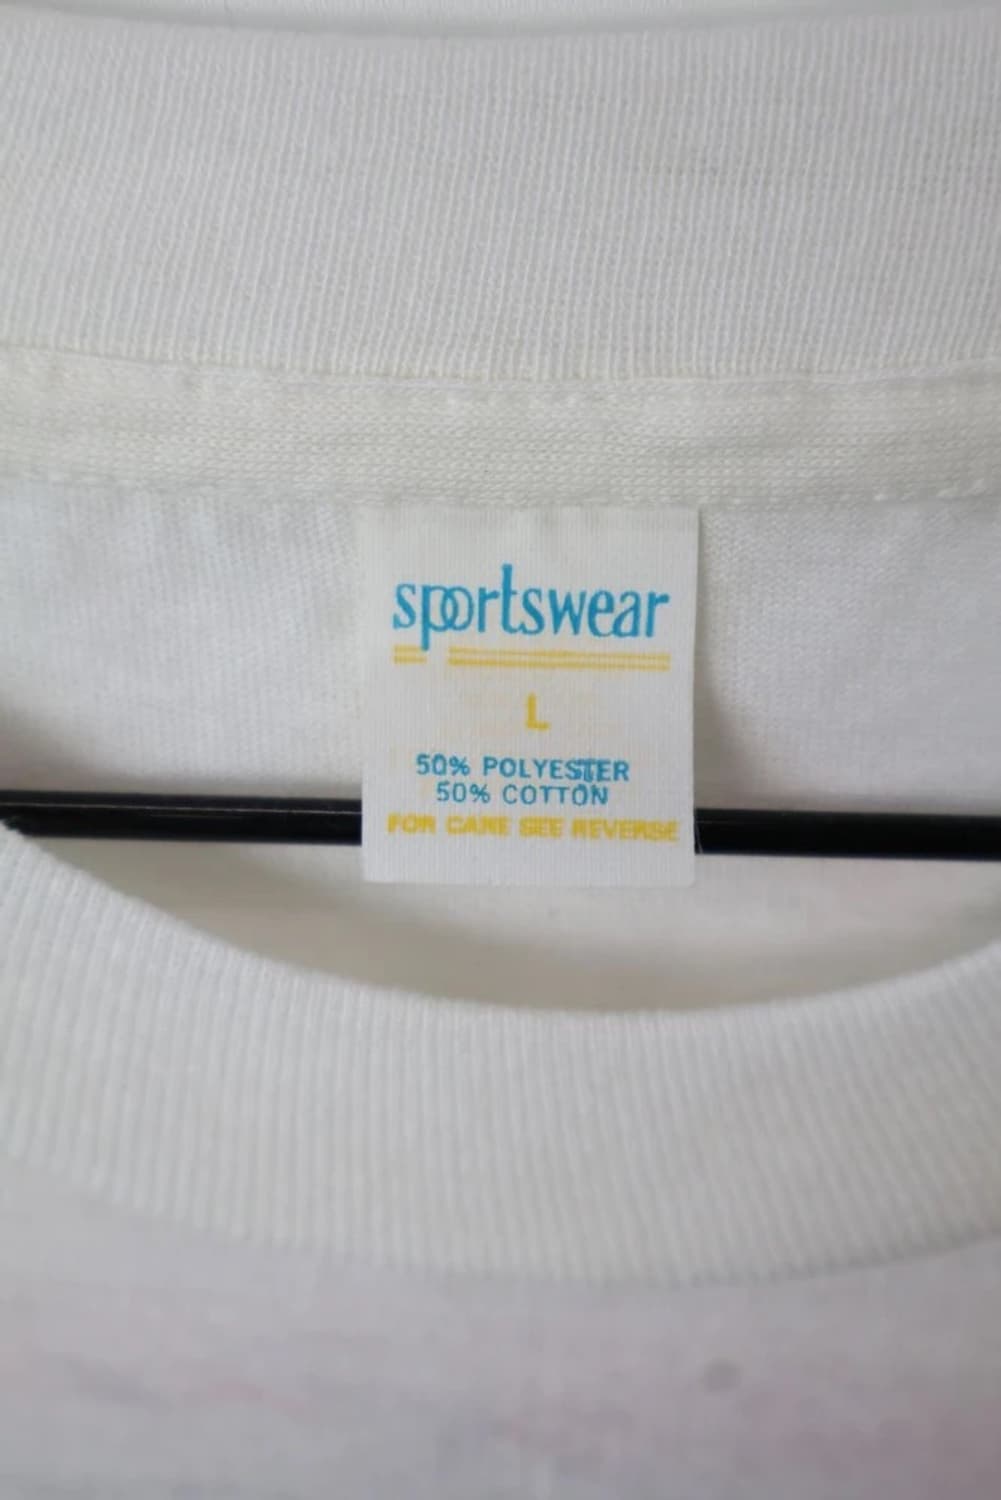 sportswear
L
50% POLYESTER
50% COTTON
FOR CARE SEE REVERSE